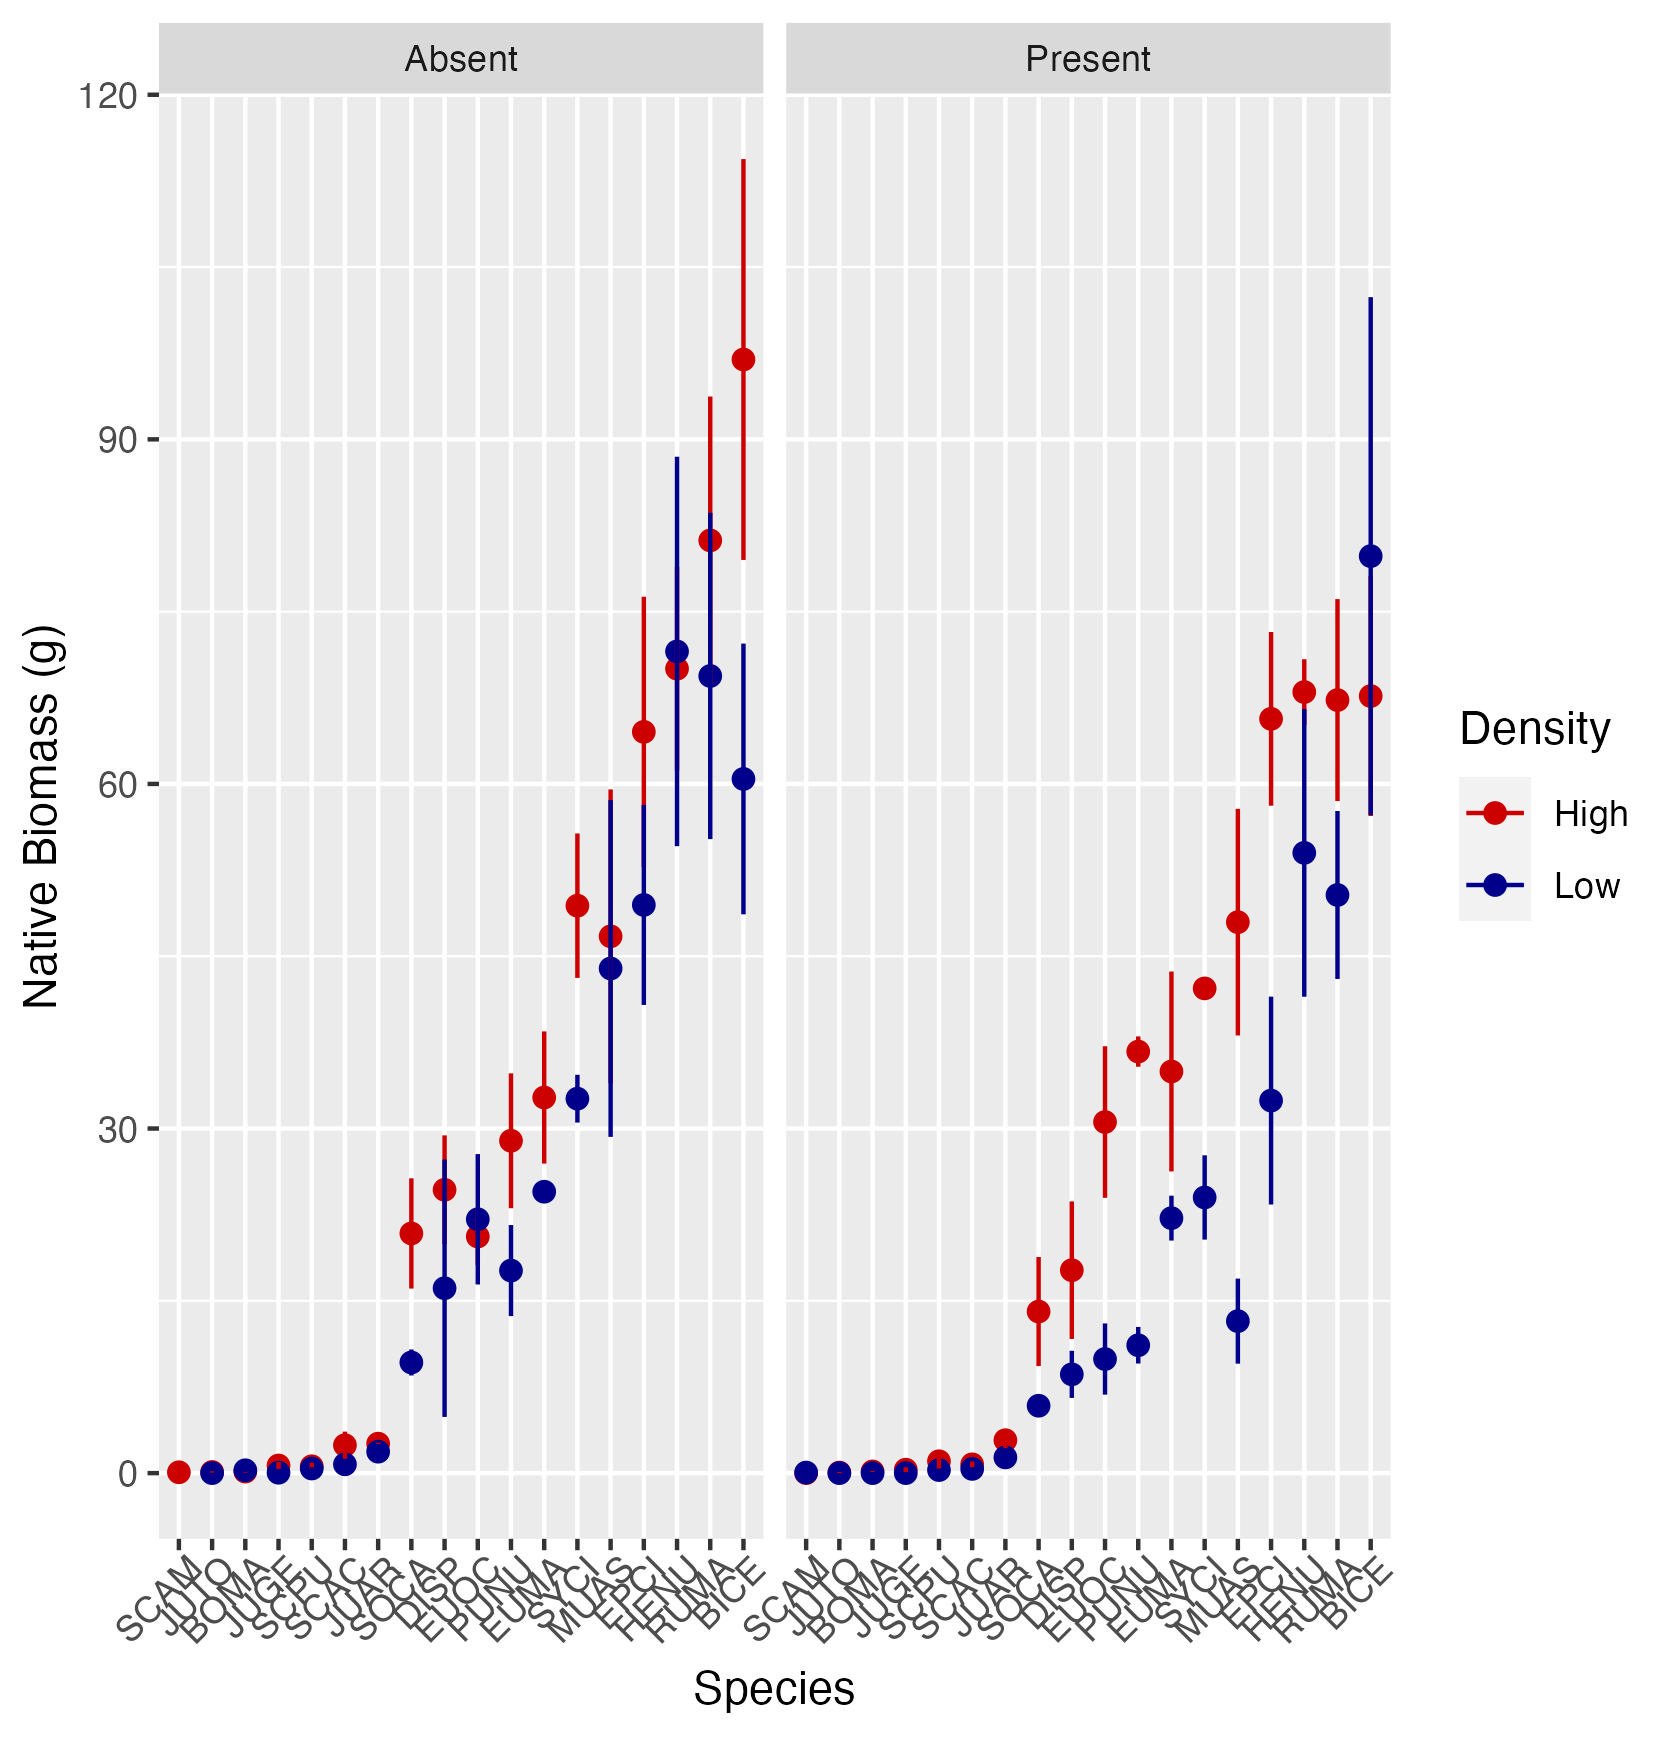 Absent
Present
120
90
60
30
0
Native Biomass (g)
SCAM
JUTO
BOMA
JUGE
SCPU
SCAC
JUAR
SOCA
DISP
EUOC
PUNU
EUMA
SYCI
MUAS
EPCI
HENU
RUMA
BICE
SCAM
JUTO
BOMA
JUGE
SCPU
SCAC
JUAR
SOCA
DISP
EUOC
PUNU
EUMA
SYCI
MUAS
EPCI
HENU
RUMA
BICE
Species
Density
High
Low